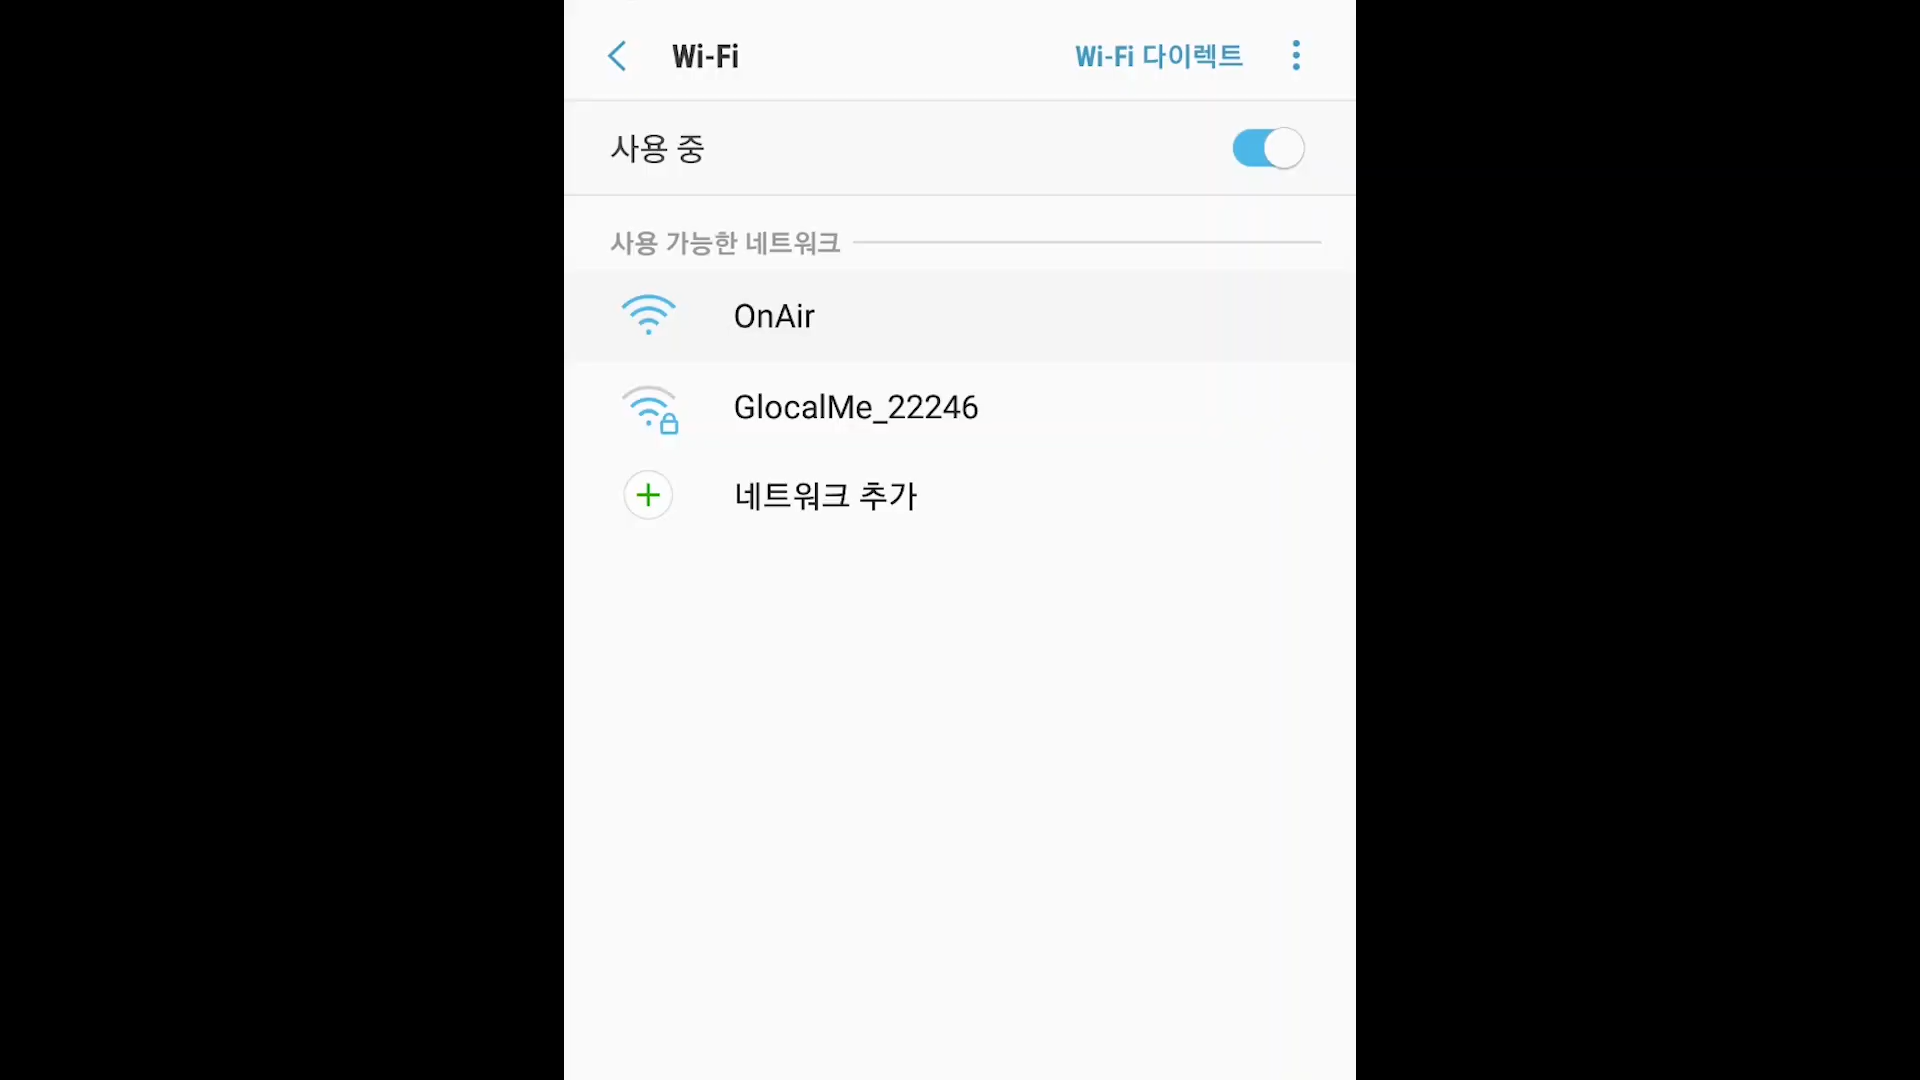 Wi-Fi
Wi-Fi 다이렉트
사용 중
사용 가능한 네트워크
OnAir
GlocalMe_22246
네트워크 추가